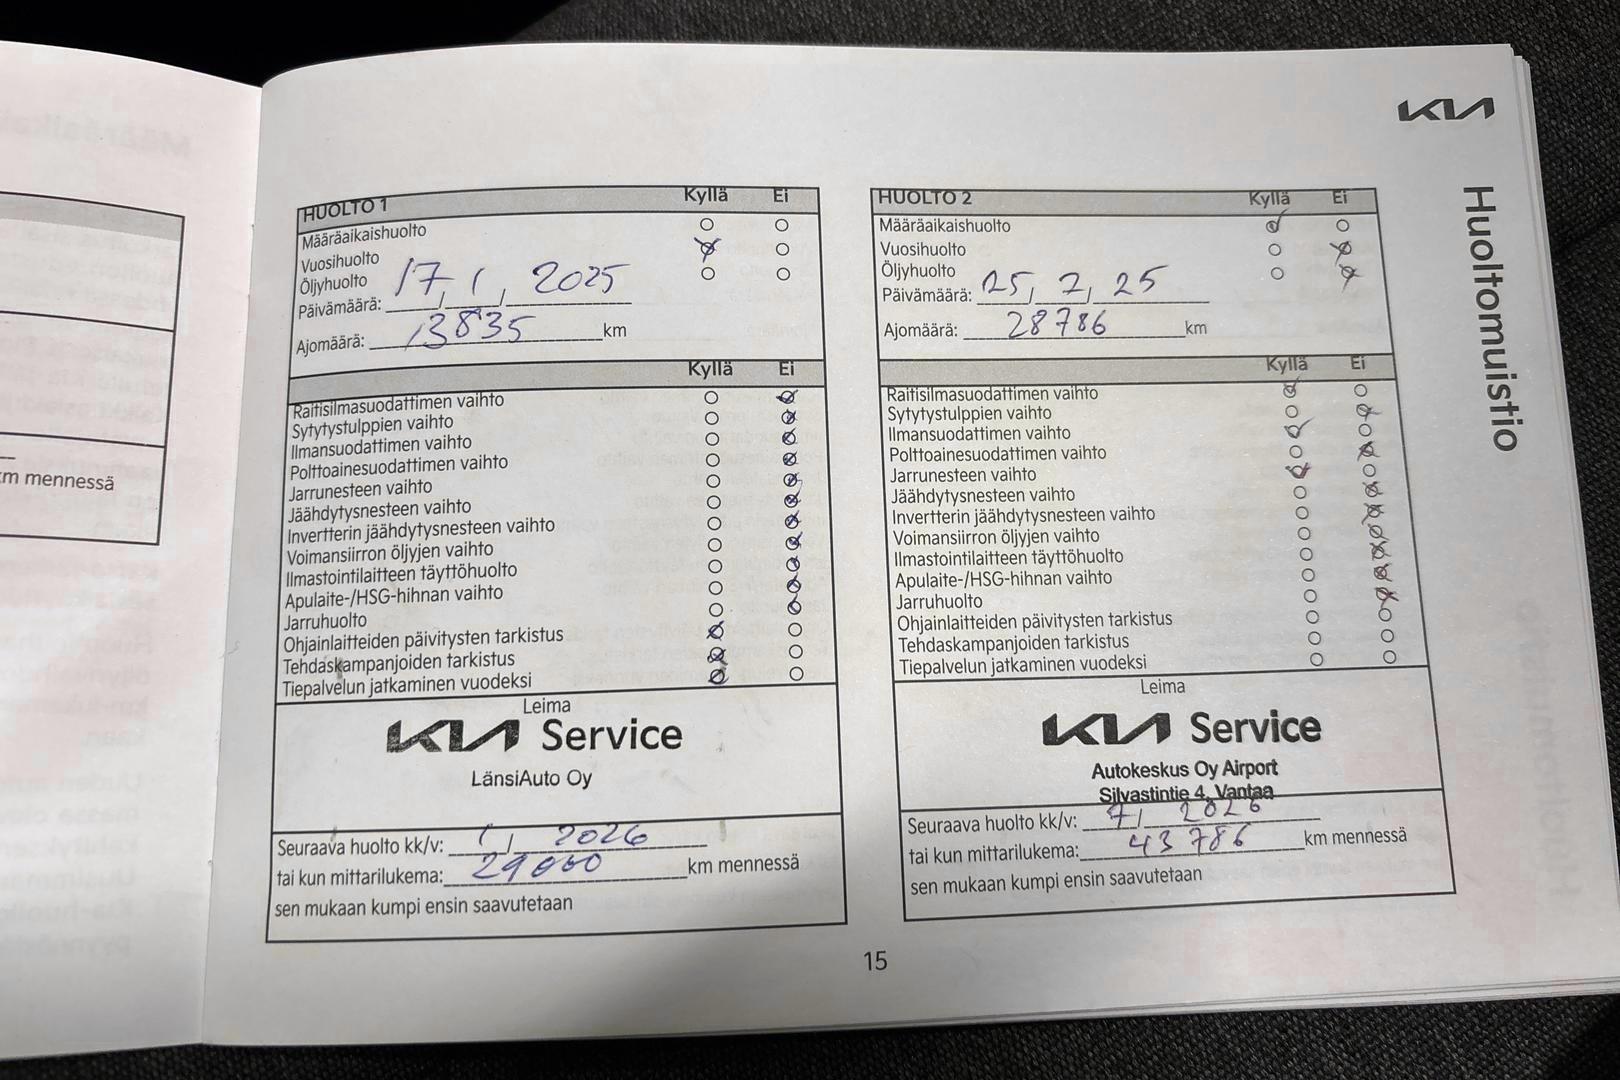 KIA
Huoltomuistio
m mennessä
HUOLTO 1 Kyllä Ei
Määräaikaishuolto
Vuosihuolto
Öljyhuolto
Päivämäärä: 17, 1, 2025
Ajomäärä: 13835 km
Kyllä Ei
Raitisilmasuodattimen vaihto
Sytytystulppien vaihto
Ilmansuodattimen vaihto
Polttoainesuodattimen vaihto
Jarrunesteen vaihto
Jäähdytysnesteen vaihto
Invertterin jäähdytysnesteen vaihto
Voimansiirron öljyjen vaihto
Ilmastointilaitteen täyttöhuolto
Apulaite-/HSG-hihnan vaihto
Jarruhuolto
Ohjainlaitteiden päivitysten tarkistus
Tehdaskampanjoiden tarkistus
Tiepalvelun jatkaminen vuodeksi
Leima
KIA Service
LänsiAuto Oy
Seuraava huolto kk/v: 1, 2026
tai kun mittarilukema: 29000 km mennessä
sen mukaan kumpi ensin saavutetaan
HUOLTO 2 Kyllä Ei
Määräaikaishuolto
Vuosihuolto
Öljyhuolto
Päivämäärä: 25, 7, 25
Ajomäärä: 28786 km
Kyllä Ei
Raitisilmasuodattimen vaihto
Sytytystulppien vaihto
Ilmansuodattimen vaihto
Polttoainesuodattimen vaihto
Jarrunesteen vaihto
Jäähdytysnesteen vaihto
Invertterin jäähdytysnesteen vaihto
Voimansiirron öljyjen vaihto
Ilmastointilaitteen täyttöhuolto
Apulaite-/HSG-hihnan vaihto
Jarruhuolto
Ohjainlaitteiden päivitysten tarkistus
Tehdaskampanjoiden tarkistus
Tiepalvelun jatkaminen vuodeksi
Leima
KIA Service
Autokeskus Oy Airport
Silvastintie 4, Vantaa
Seuraava huolto kk/v: 7, 2026
tai kun mittarilukema: 43 786 km mennessä
sen mukaan kumpi ensin saavutetaan
15